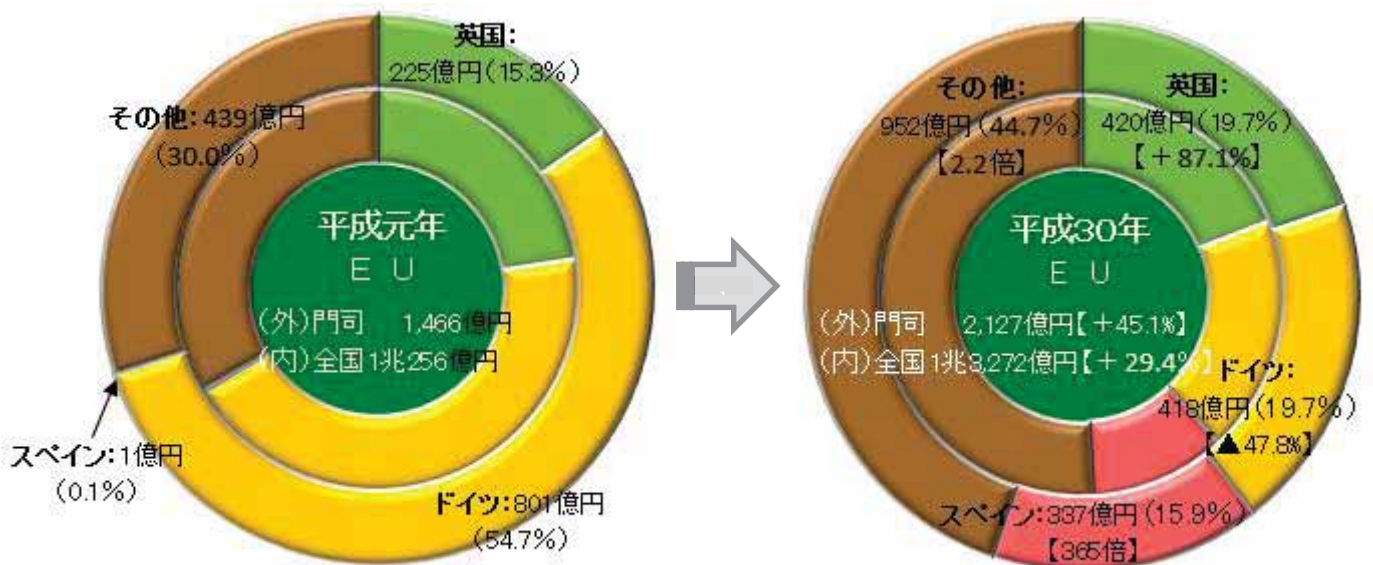 英国:
225億円(15.3%)
その他:439億円
(30.0%)
平成元年
EU
(外)門司 1,466億円
(内)全国1兆256億円
スペイン:1億円
(0.1%)
ドイツ:801億円
(54.7%)
その他:
952億円(44.7%)
【2.2倍】
英国:
420億円(19.7%)
【+87.1%】
平成30年
EU
(外)門司 2,127億円【+45.1%】
(内)全国1兆3,272億円【+29.4%】
ドイツ:
418億円(19.7%)
【▲47.8%】
スペイン:337億円(15.9%)
【365倍】